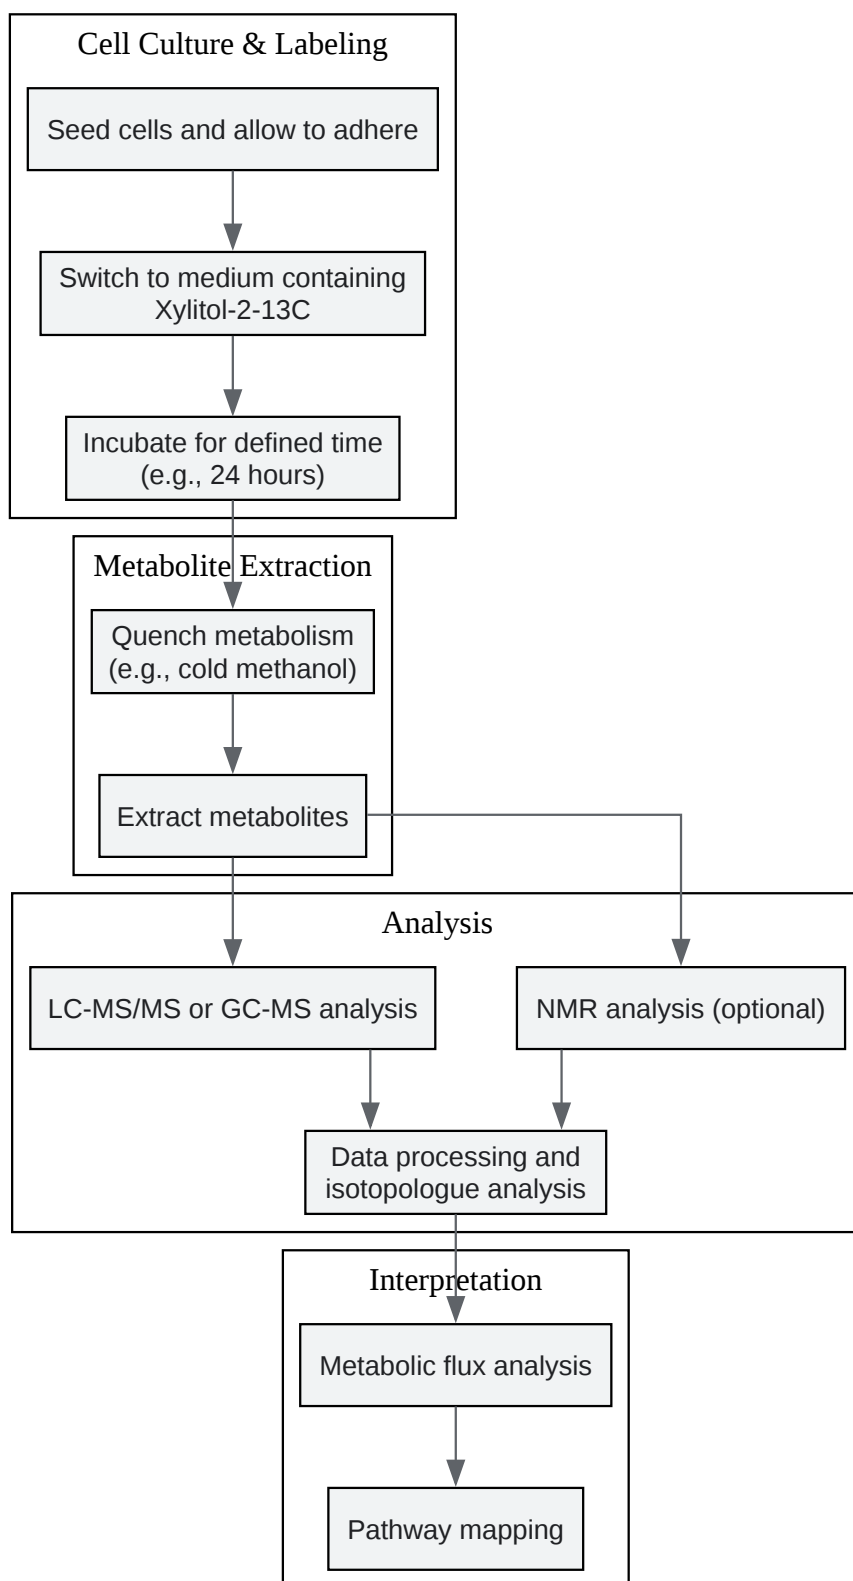 Cell Culture & Labeling
Seed cells and allow to adhere
Switch to medium containing
Xylitol-2-13C
Incubate for defined time
(e.g., 24 hours)
Metabolite Extraction
Quench metabolism
(e.g., cold methanol)
Extract metabolites
Analysis
LC-MS/MS or GC-MS analysis
NMR analysis (optional)
Data processing and
isotopologue analysis
Interpretation
Metabolic flux analysis
Pathway mapping